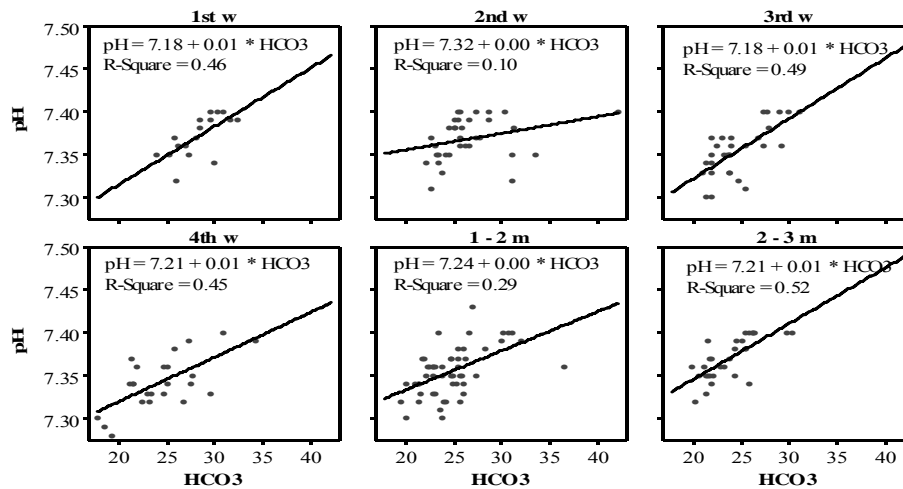 1st w
2nd w
3rd w
7.50
7.45
7.40
7.35
7.30
pH
pH = 7.18 + 0.01 * HCO3
R-Square = 0.46
pH = 7.32 + 0.00 * HCO3
R-Square = 0.10
pH = 7.18 + 0.01 * HCO3
R-Square = 0.49
4th w
1 - 2 m
2 - 3 m
7.50
7.45
7.40
7.35
7.30
pH
pH = 7.21 + 0.01 * HCO3
R-Square = 0.45
pH = 7.24 + 0.00 * HCO3
R-Square = 0.29
pH = 7.21 + 0.01 * HCO3
R-Square = 0.52
20 25 30 35 40
20 25 30 35 40
20 25 30 35 40
HCO3
HCO3
HCO3